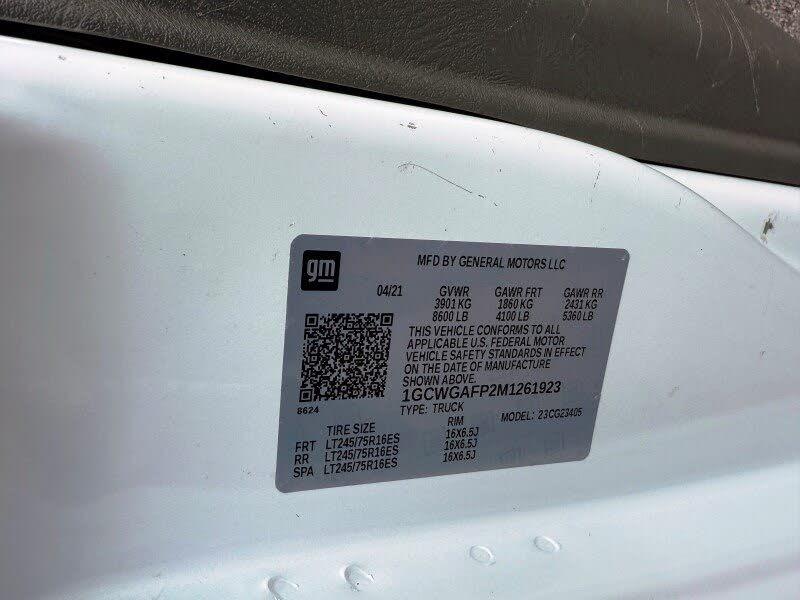 gm
MFD BY GENERAL MOTORS LLC
04/21 GVWR GAWR FRT GAWR RR
3901 KG 1860 KG 2431 KG
8600 LB 4100 LB 5360 LB
THIS VEHICLE CONFORMS TO ALL
APPLICABLE U.S. FEDERAL MOTOR
VEHICLE SAFETY STANDARDS IN EFFECT
ON THE DATE OF MANUFACTURE
SHOWN ABOVE.
1GCWGAFP2M1261923
8624
TYPE: TRUCK MODEL: 23CG23405
TIRE SIZE RIM
FRT LT245/75R16ES 16X6.5J
RR LT245/75R16ES 16X6.5J
SPA LT245/75R16ES 16X6.5J